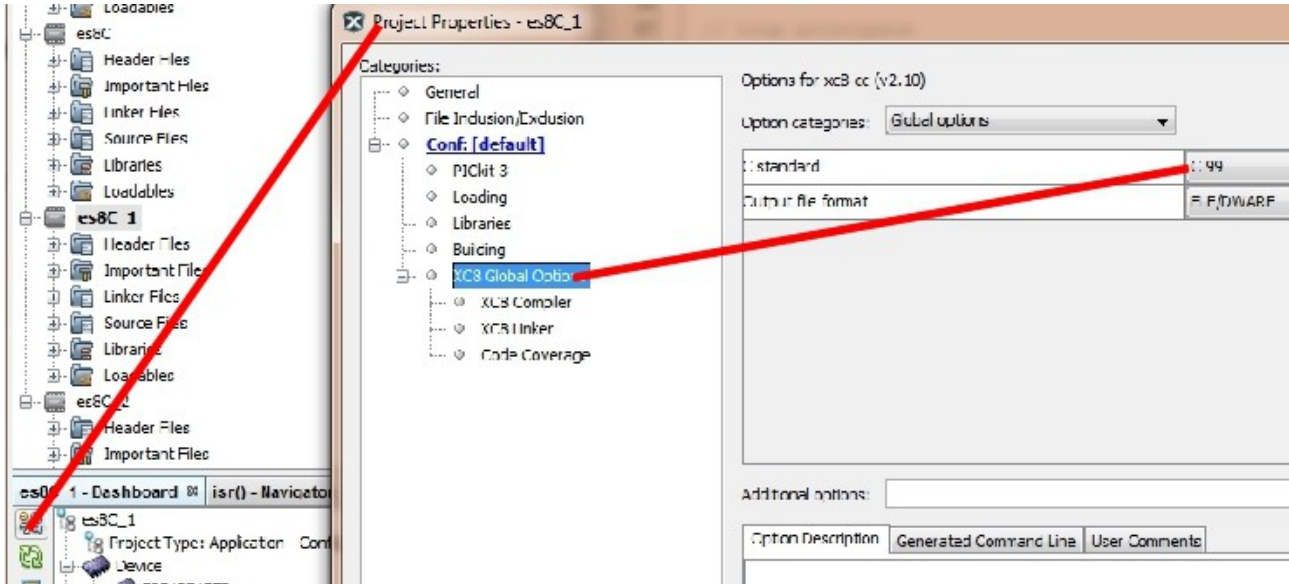 Loadables
es8C
Header Files
Important Files
Linker Files
Source Files
Libraries
Loadables
es8C_1
Header Files
Important Files
Linker Files
Source Files
Libraries
Loadables
es8C_2
Header Files
Important Files
1 - Dashboard
isr() - Navigator
es8C_1
Project Type: Application - Conf
Device
Project Properties - es8C_1
Categories:
General
File Inclusion/Exclusion
Conf: [default]
PICkit 3
Loading
Libraries
Building
XC8 Global Options
XC8 Compiler
XC8 Linker
Code Coverage
Options for xc8-cc (v2.10)
Option categories: Global options
C standard C 99
Output file format ELF/DWARF
Additional options:
Option Description Generated Command Line User Comments